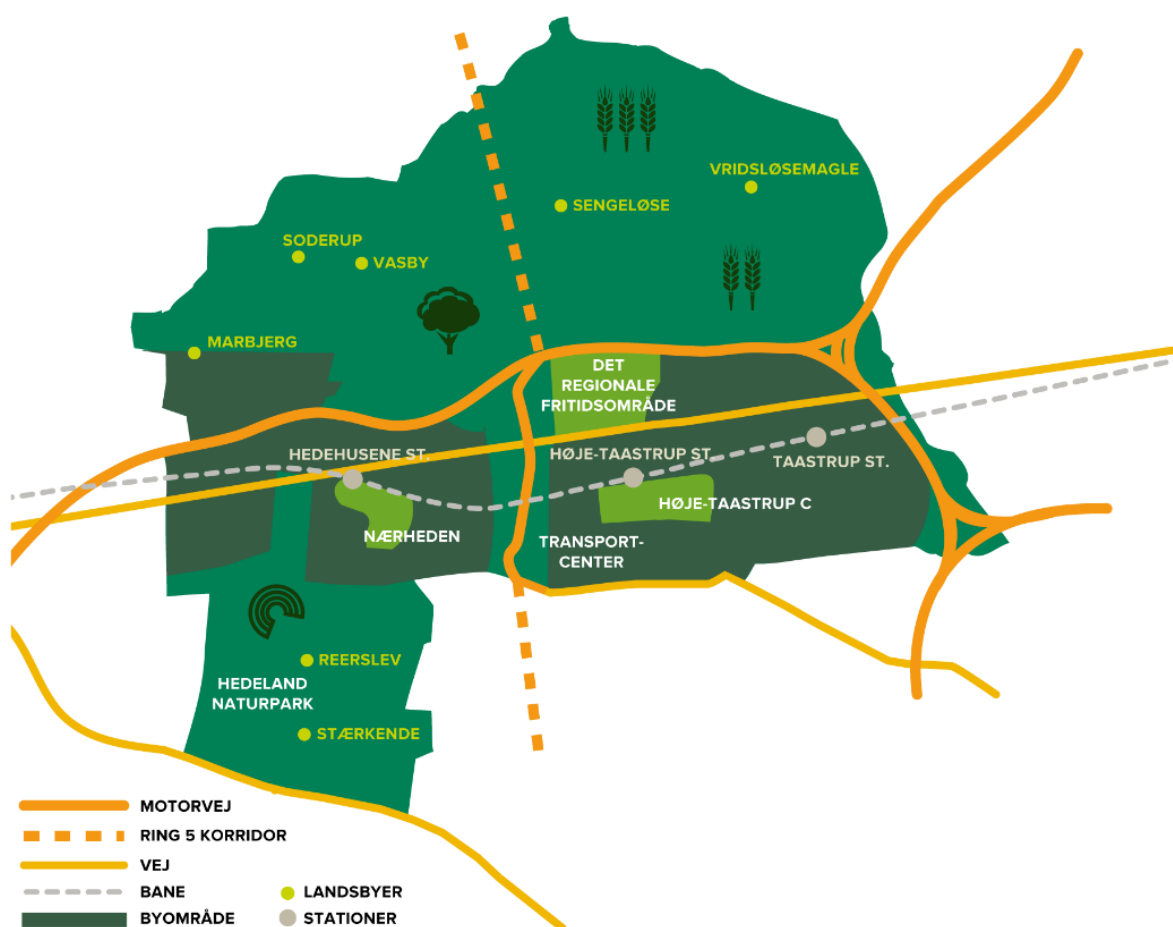 VRIDSLØSEMAGLE
SENGELØSE
SODERUP
VASBY
MARBJERG
DET
REGIONALE
FRITIDSOMRÅDE
HEDEHUSENE ST.
HØJE-TAASTRUP ST.
TAASTRUP ST.
HØJE-TAASTRUP C
NÆRHEDEN
TRANSPORT-
CENTER
REERSLEV
HEDELAND
NATURPARK
STÆRKENDE
MOTORVEJ
RING 5 KORRIDOR
VEJ
BANE
LANDSBYER
BYOMRÅDE
STATIONER